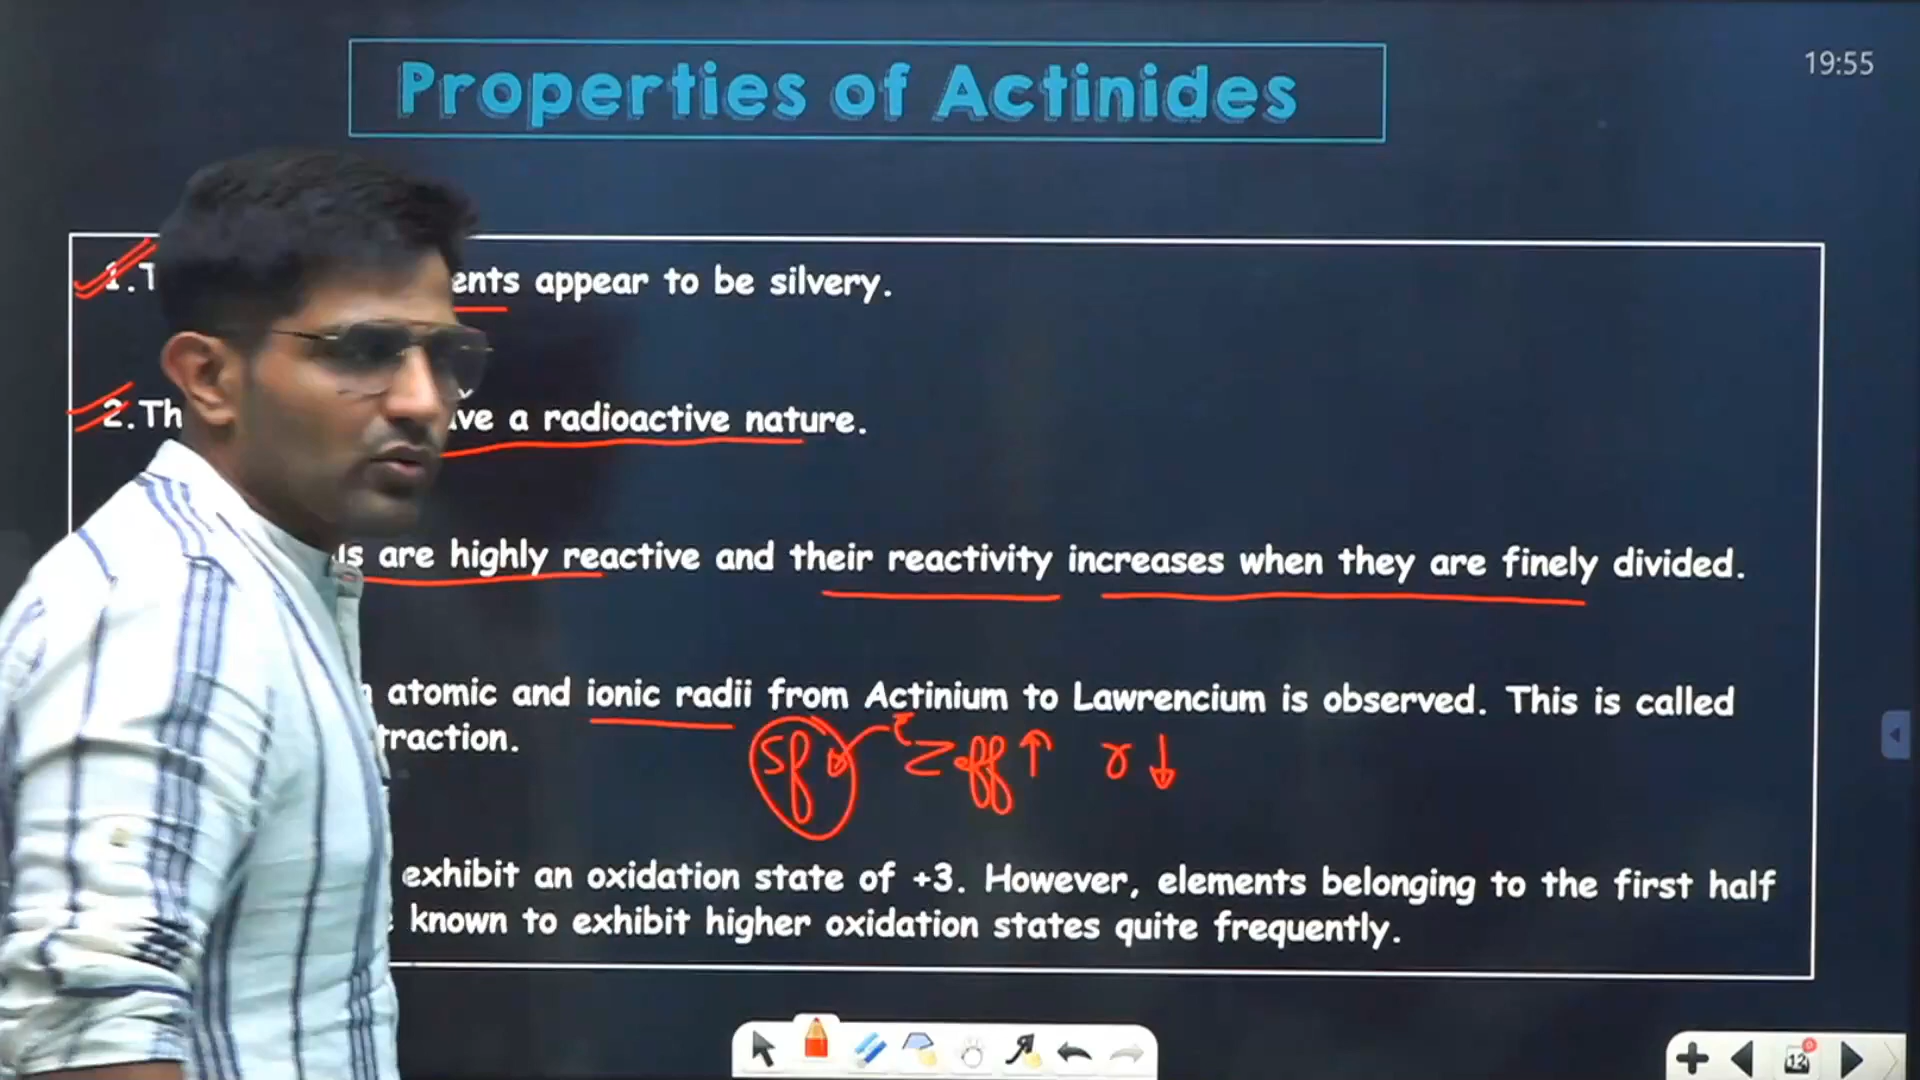 Properties of Actinides
19:55
1.T ents appear to be silvery.
2.Th ve a radioactive nature.
ls are highly reactive and their reactivity increases when they are finely divided.
atomic and ionic radii from Actinium to Lawrencium is observed. This is called
traction.
5f e Zeff ↑ r ↓
exhibit an oxidation state of +3. However, elements belonging to the first half
known to exhibit higher oxidation states quite frequently.
12